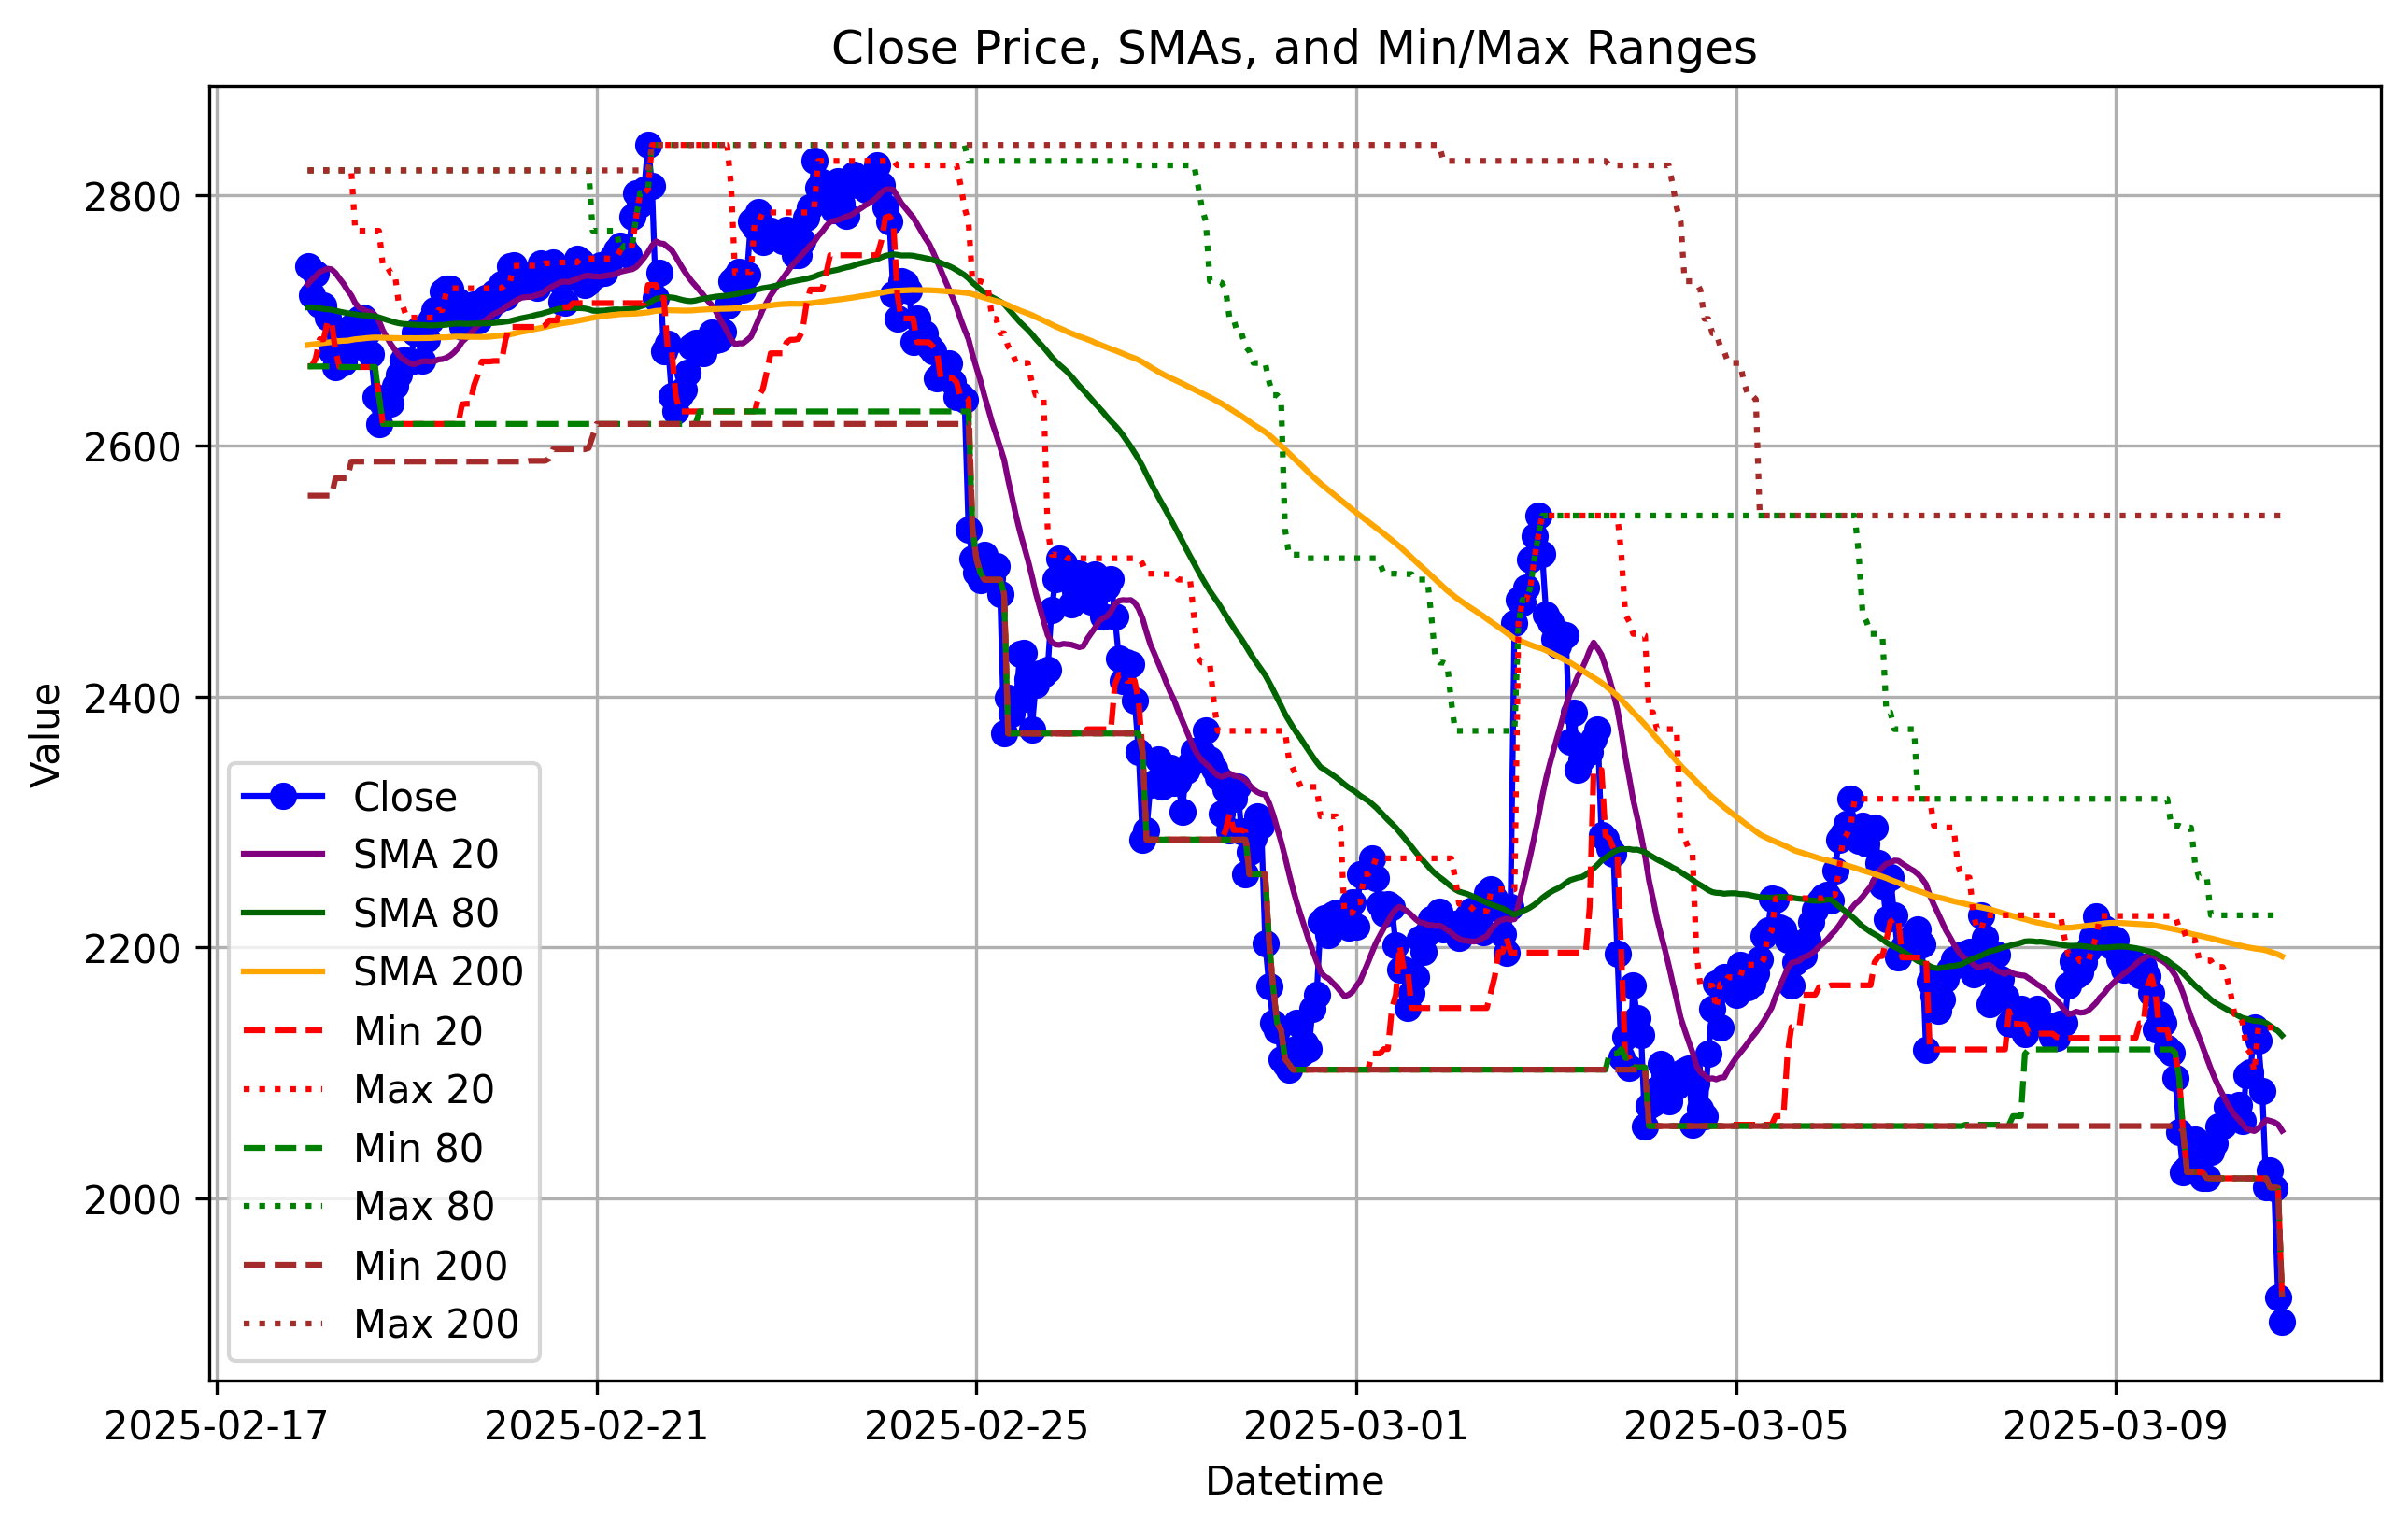 Close Price, SMAs, and Min/Max Ranges
Value
2800
2600
2400
2200
2000
Close
SMA 20
SMA 80
SMA 200
Min 20
Max 20
Min 80
Max 80
Min 200
Max 200
2025-02-17
2025-02-21
2025-02-25
2025-03-01
2025-03-05
2025-03-09
Datetime